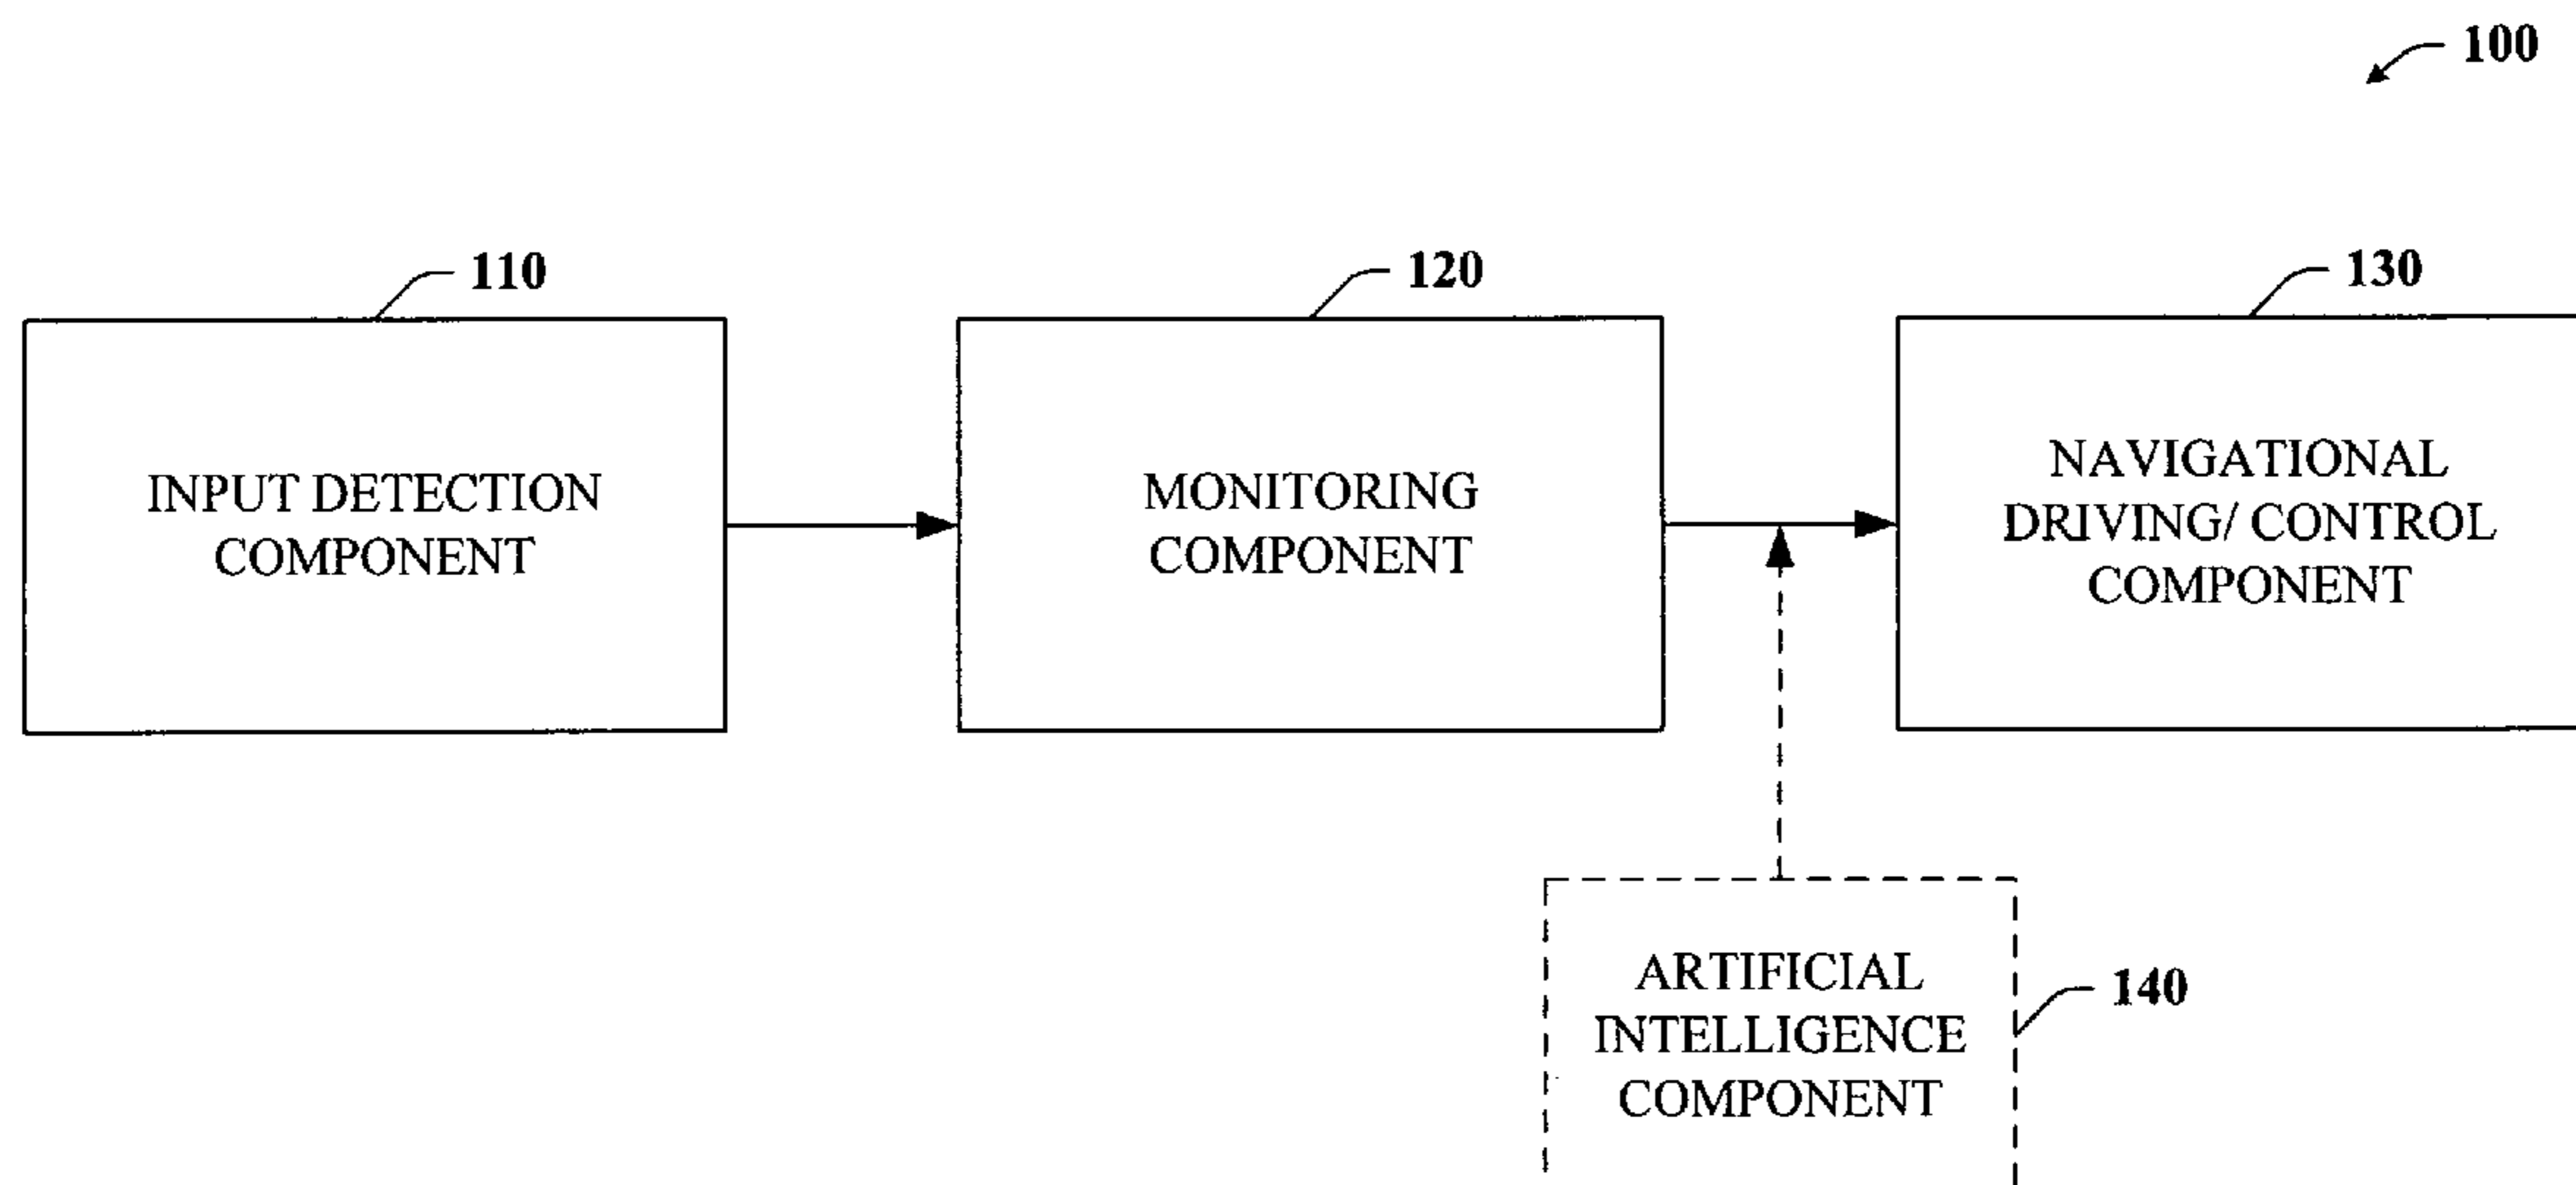 100
110
120
130
INPUT DETECTION
COMPONENT
MONITORING
COMPONENT
NAVIGATIONAL
DRIVING/ CONTROL
COMPONENT
ARTIFICIAL
INTELLIGENCE
COMPONENT
140